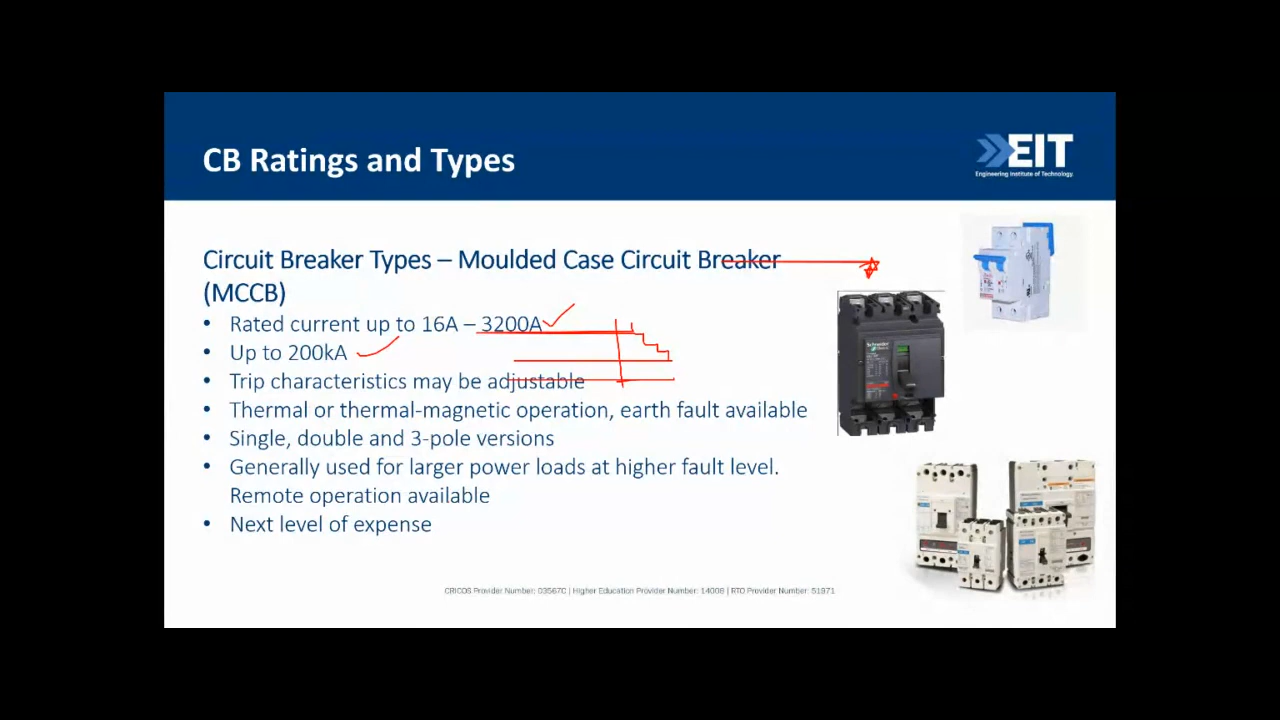 CB Ratings and Types
EIT
Engineering Institute of Technology
Circuit Breaker Types – Moulded Case Circuit Breaker
(MCCB)
• Rated current up to 16A – 3200A
• Up to 200kA
• Trip characteristics may be adjustable
• Thermal or thermal-magnetic operation, earth fault available
• Single, double and 3-pole versions
• Generally used for larger power loads at higher fault level.
Remote operation available
• Next level of expense
Schneider
CRICOS Provider Number: 03567C | Higher Education Provider Number: 14008 | RTO Provider Number: 51971